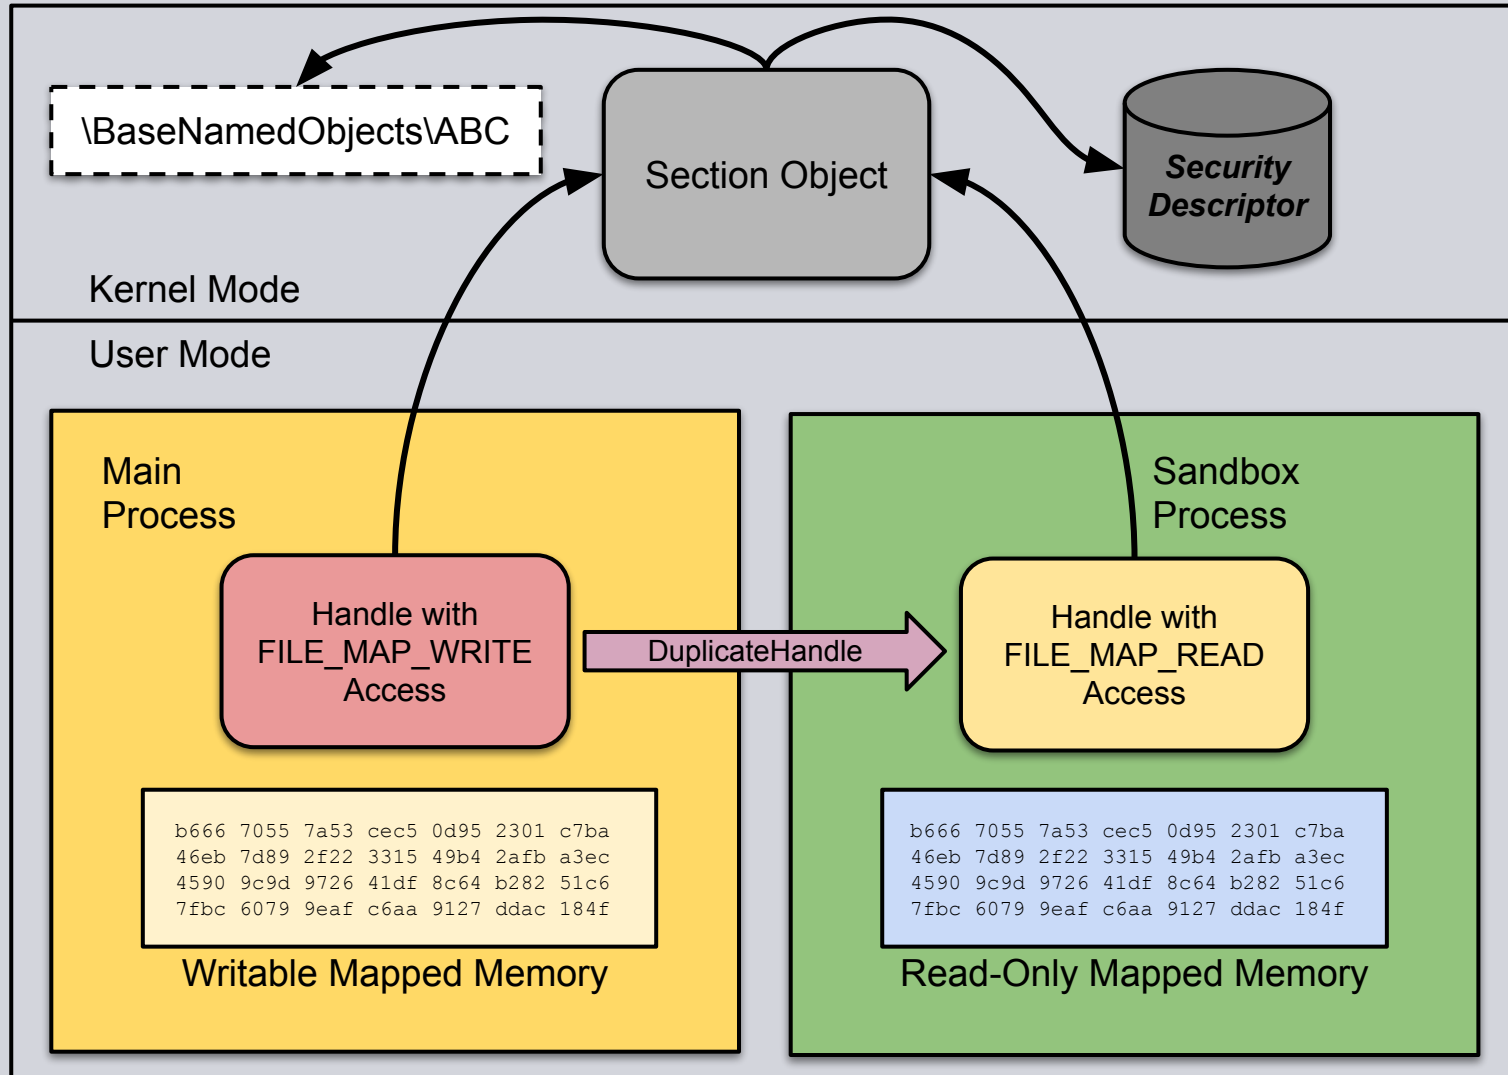 \BaseNamedObjects\ABC
Section Object
Security
Descriptor
Kernel Mode
User Mode
Main
Process
Sandbox
Process
Handle with
FILE_MAP_WRITE
Access
DuplicateHandle
Handle with
FILE_MAP_READ
Access
b666 7055 7a53 cec5 0d95 2301 c7ba
46eb 7d89 2f22 3315 49b4 2afb a3ec
4590 9c9d 9726 41df 8c64 b282 51c6
7fbc 6079 9eaf c6aa 9127 ddac 184f
Writable Mapped Memory
b666 7055 7a53 cec5 0d95 2301 c7ba
46eb 7d89 2f22 3315 49b4 2afb a3ec
4590 9c9d 9726 41df 8c64 b282 51c6
7fbc 6079 9eaf c6aa 9127 ddac 184f
Read-Only Mapped Memory